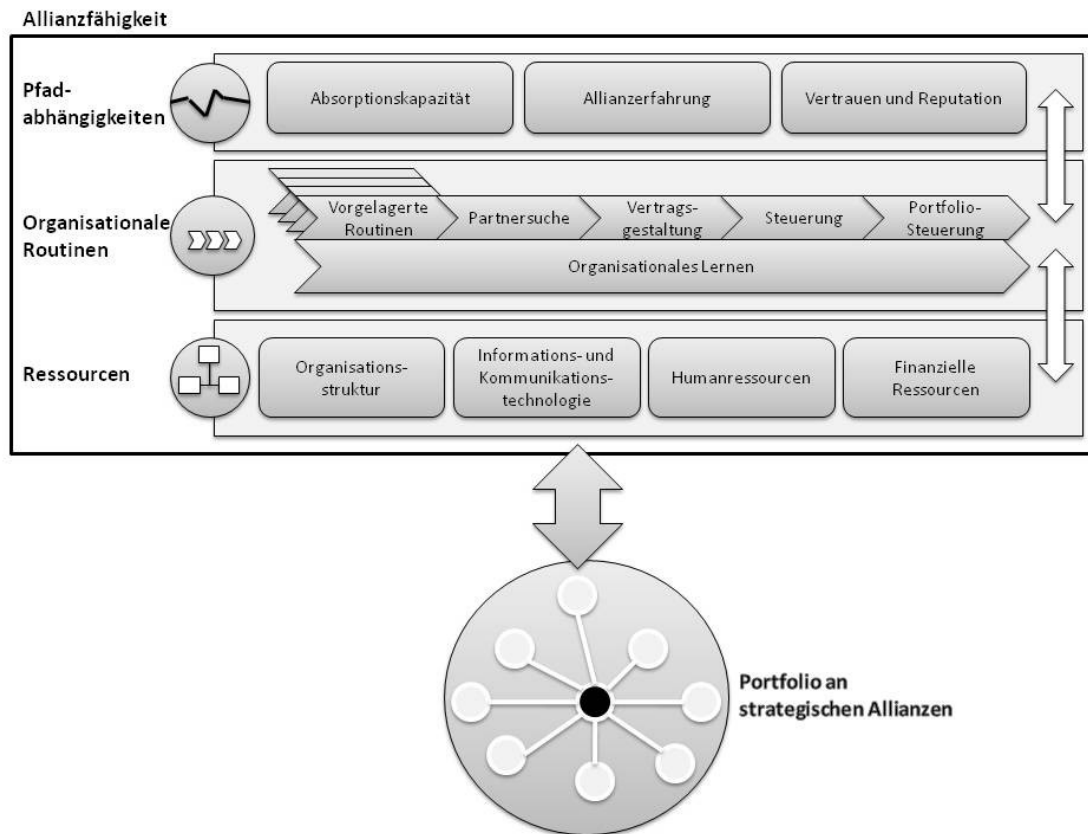 Allianzfähigkeit
Pfad-
abhängigkeiten
Absorptionskapazität
Allianzerfahrung
Vertrauen und Reputation
Organisationale
Routinen
Vorgelagerte
Routinen
Partnersuche
Vertrags-
gestaltung
Steuerung
Portfolio-
Steuerung
Organisationales Lernen
Ressourcen
Organisations-
struktur
Informations- und
Kommunikations-
technologie
Humanressourcen
Finanzielle
Ressourcen
Portfolio an
strategischen Allianzen